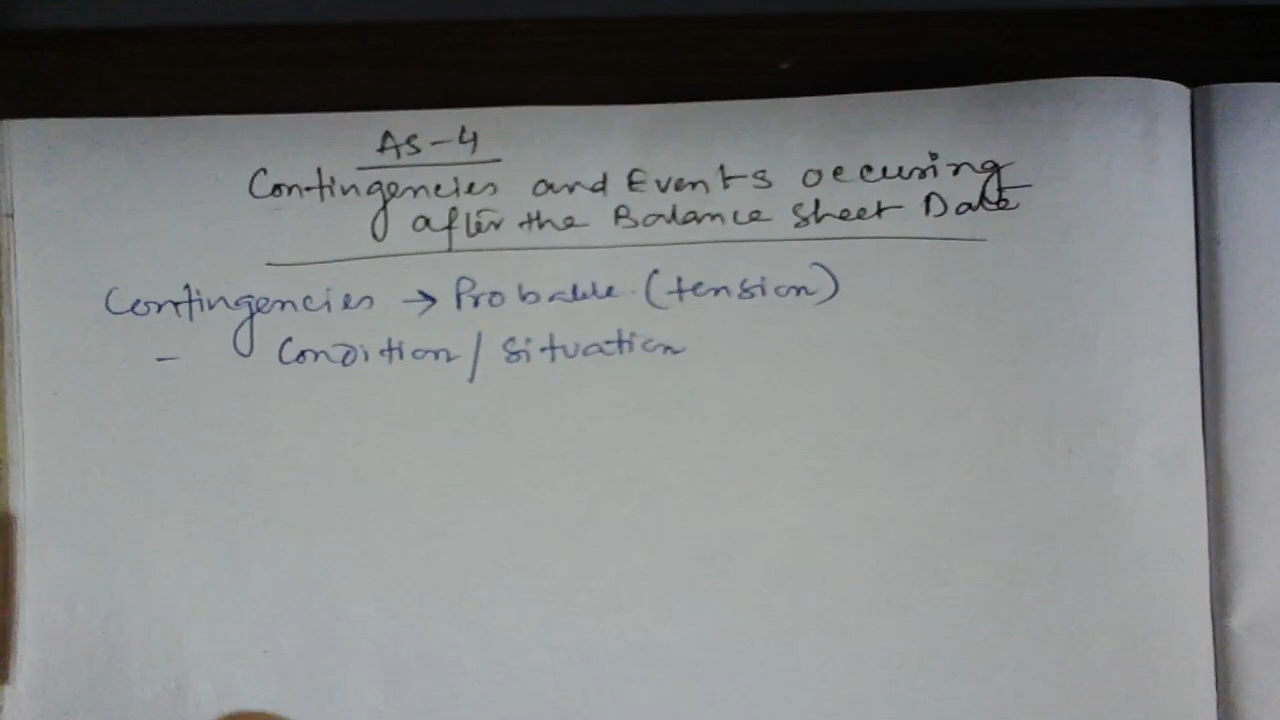 AS-4
Contingencies and Events occuring
after the Balance Sheet Date
Contingencies → Probable (tension)
- Condition / Situation